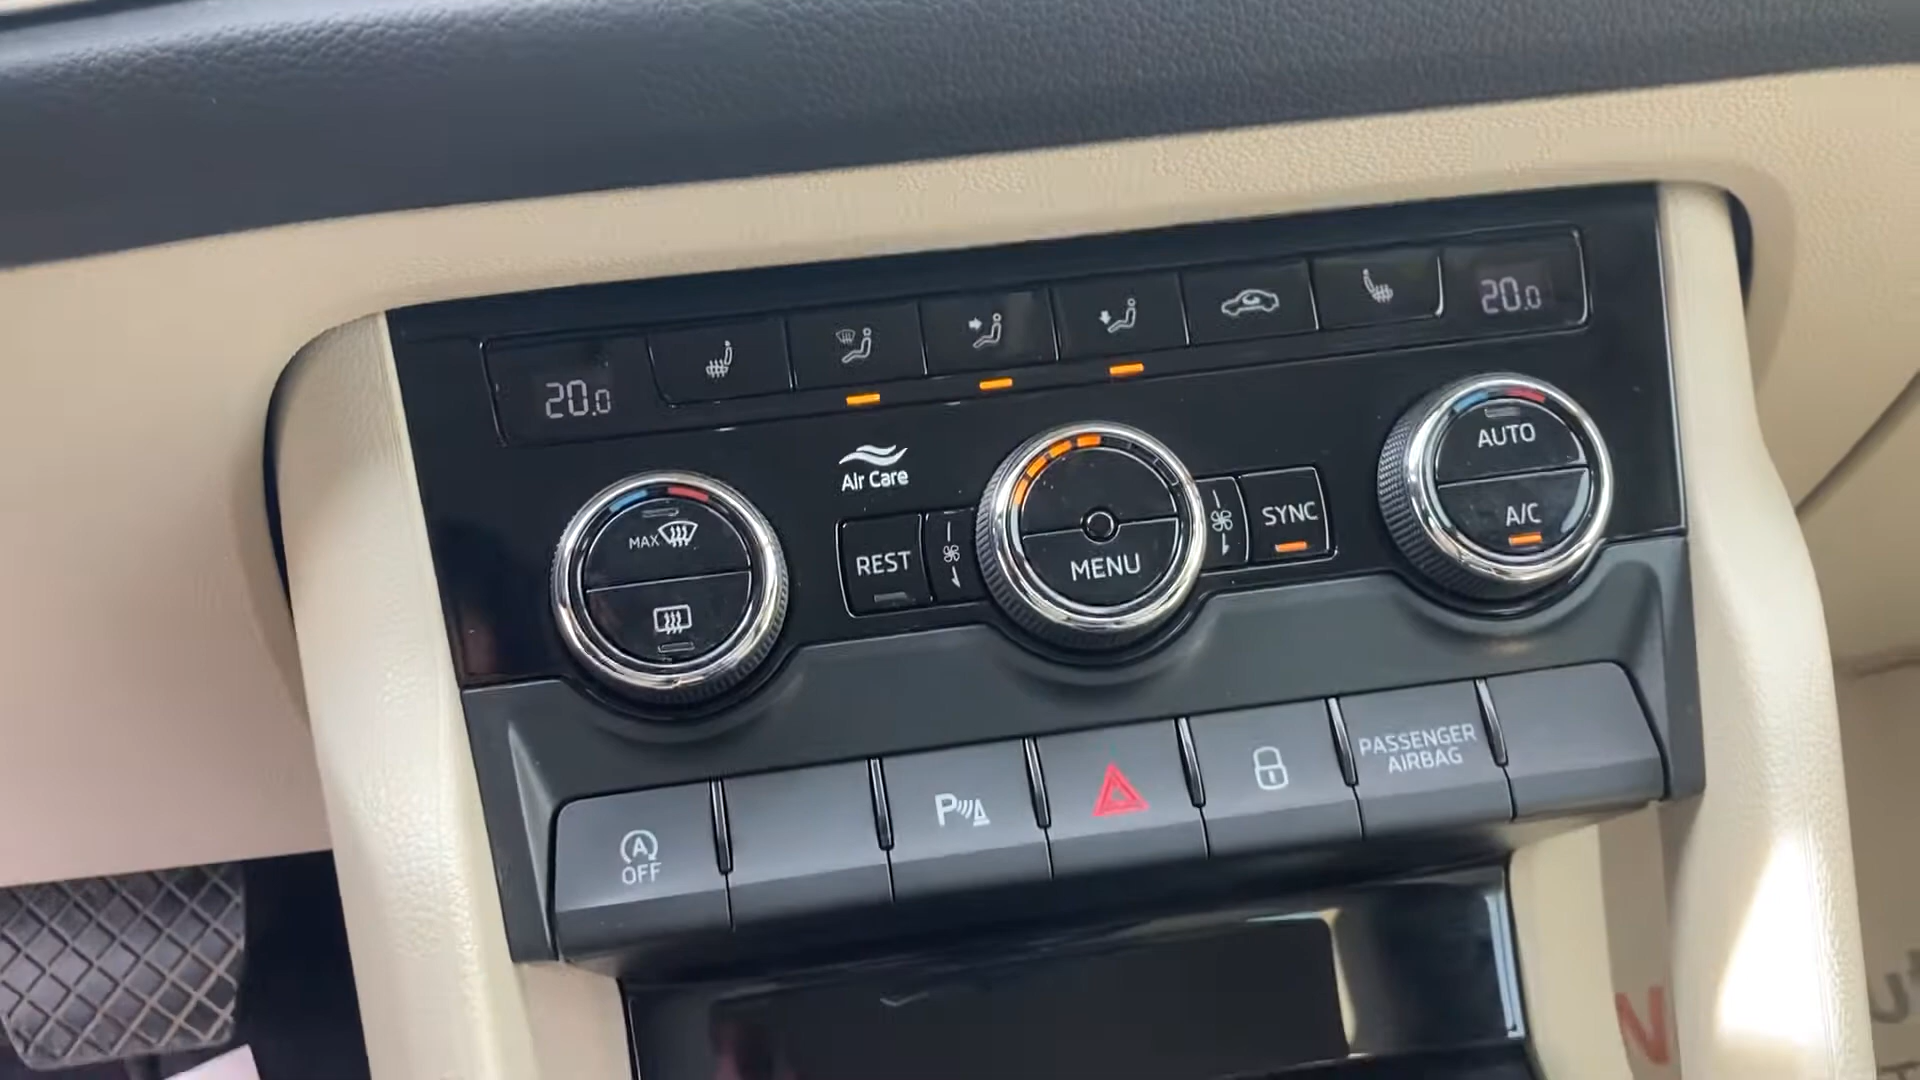 20.0
20.0
Air Care
AUTO
MAX
REST
SYNC
A/C
MENU
PASSENGER
AIRBAG
P
A
OFF
N